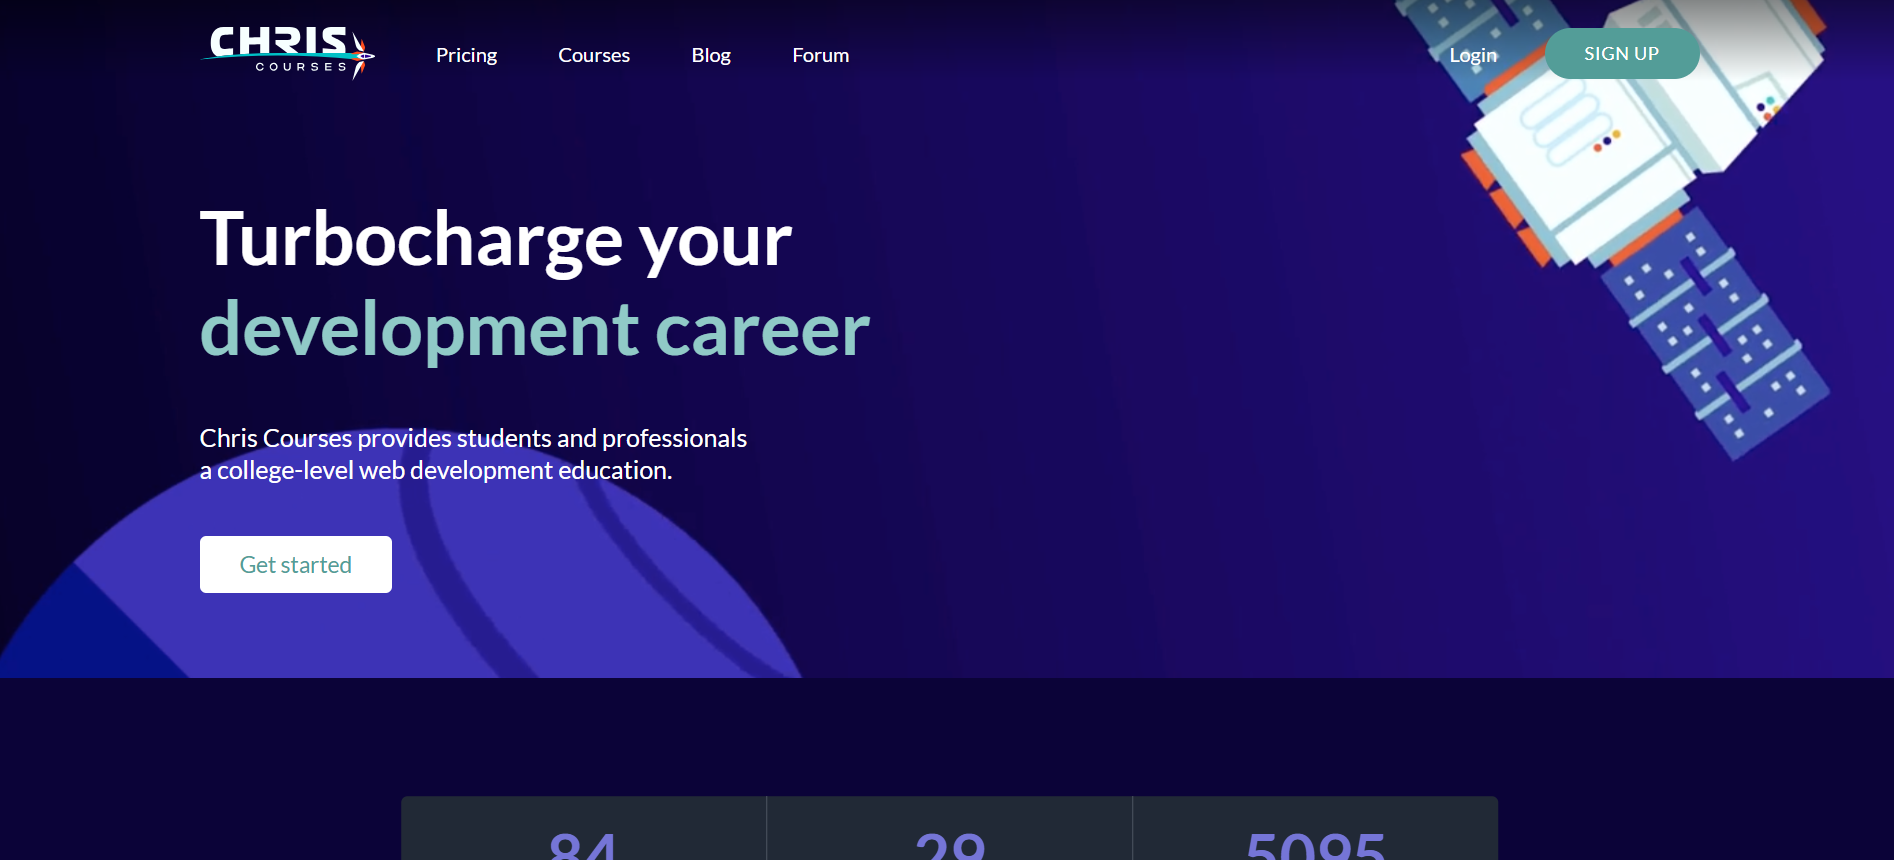 CHRIS
COURSES
Pricing
Courses
Blog
Forum
Login
SIGN UP
Turbocharge your
development career
Chris Courses provides students and professionals
a college-level web development education.
Get started
84
29
5095